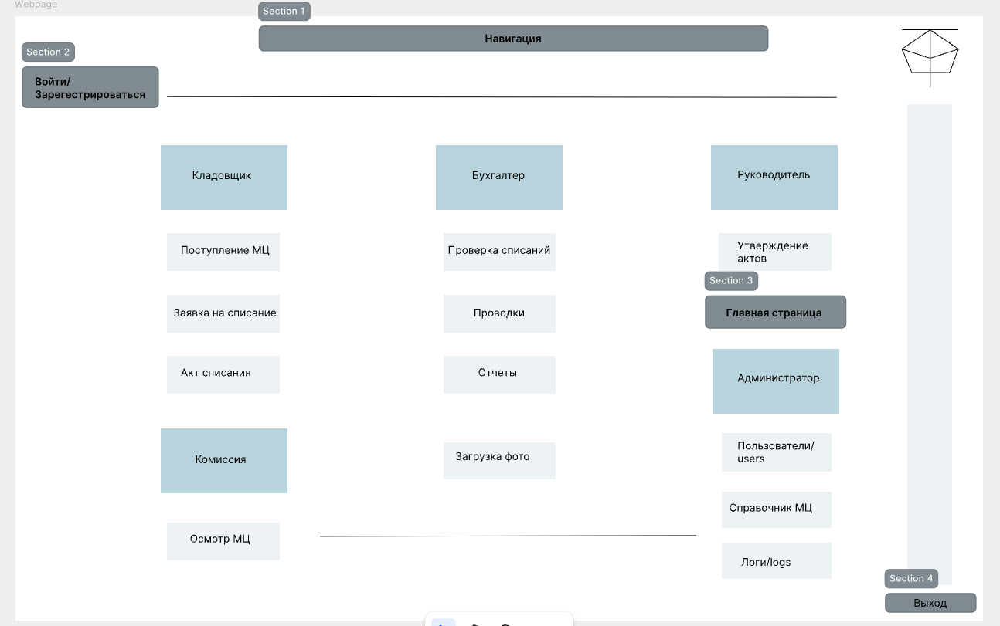 Webpage
Section 1
Навигация
Section 2
Войти/
Зарегестрироваться
Кладовщик
Бухгалтер
Руководитель
Поступление МЦ
Проверка списаний
Утверждение
актов
Section 3
Заявка на списание
Проводки
Главная страница
Акт списания
Отчеты
Администратор
Комиссия
Загрузка фото
Пользователи/
users
Справочник МЦ
Осмотр МЦ
Логи/logs
Section 4
Выход